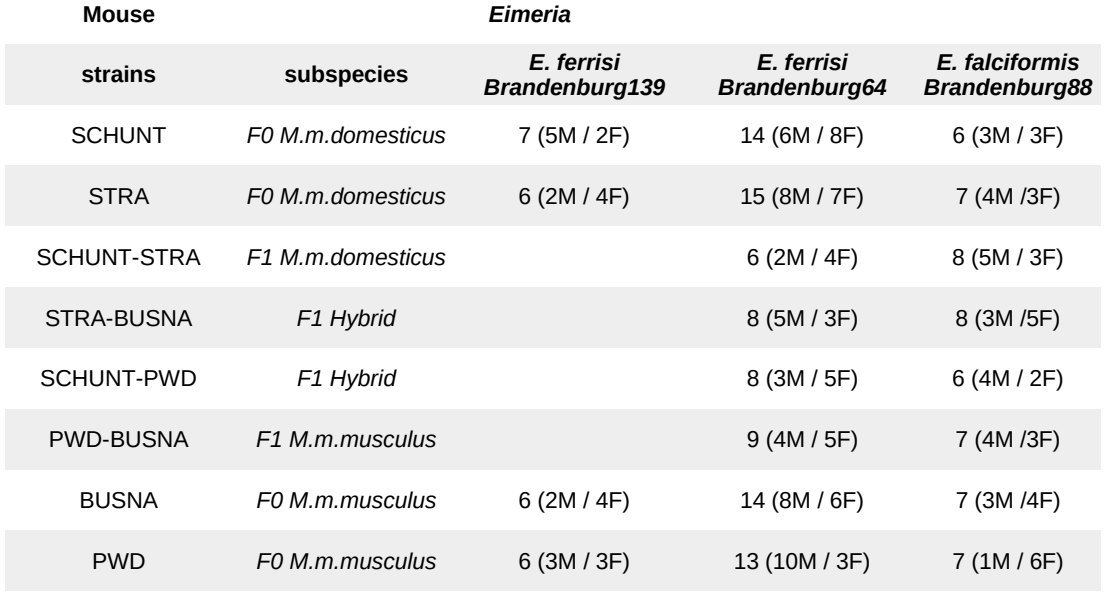 Mouse Eimeria
strains subspecies E. ferrisi Brandenburg139 E. ferrisi Brandenburg64 E. falciformis Brandenburg88
SCHUNT F0 M.m.domesticus 7 (5M / 2F) 14 (6M / 8F) 6 (3M / 3F)
STRA F0 M.m.domesticus 6 (2M / 4F) 15 (8M / 7F) 7 (4M /3F)
SCHUNT-STRA F1 M.m.domesticus 6 (2M / 4F) 8 (5M / 3F)
STRA-BUSNA F1 Hybrid 8 (5M / 3F) 8 (3M /5F)
SCHUNT-PWD F1 Hybrid 8 (3M / 5F) 6 (4M / 2F)
PWD-BUSNA F1 M.m.musculus 9 (4M / 5F) 7 (4M /3F)
BUSNA F0 M.m.musculus 6 (2M / 4F) 14 (8M / 6F) 7 (3M /4F)
PWD F0 M.m.musculus 6 (3M / 3F) 13 (10M / 3F) 7 (1M / 6F)